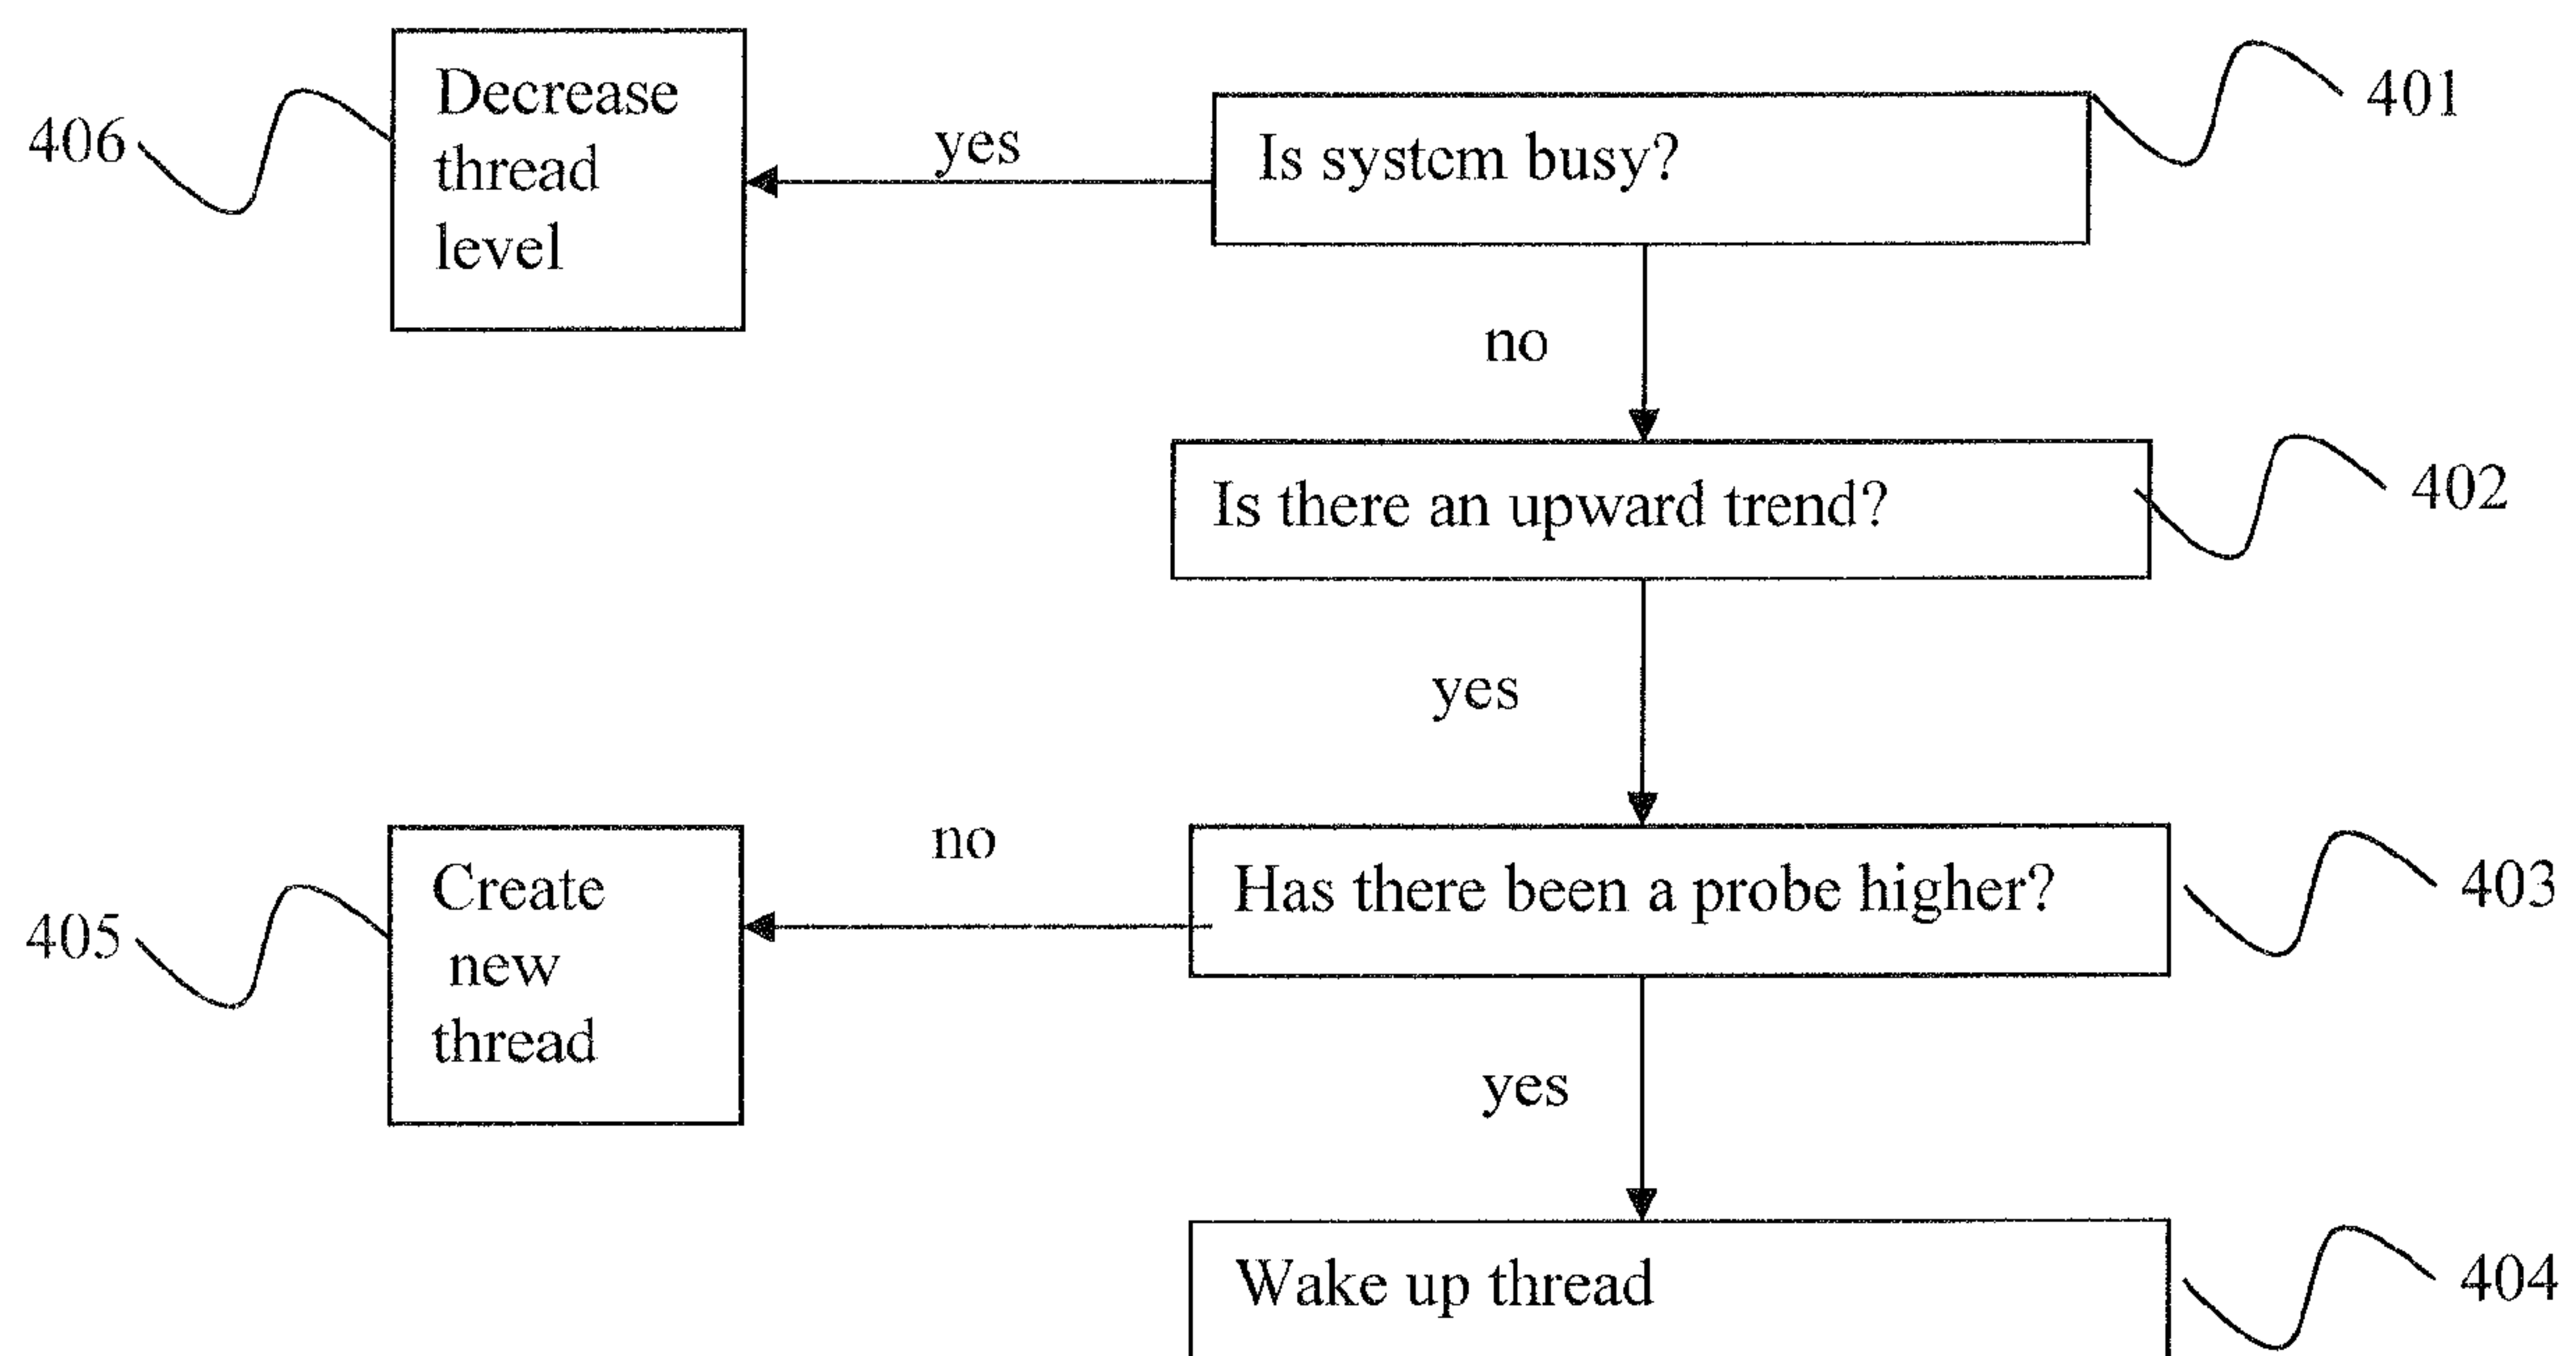 Decrease
thread
level
406
yes
Is system busy?
401
no
Is there an upward trend?
402
yes
Create
new
thread
405
no
Has there been a probe higher?
403
yes
Wake up thread
404